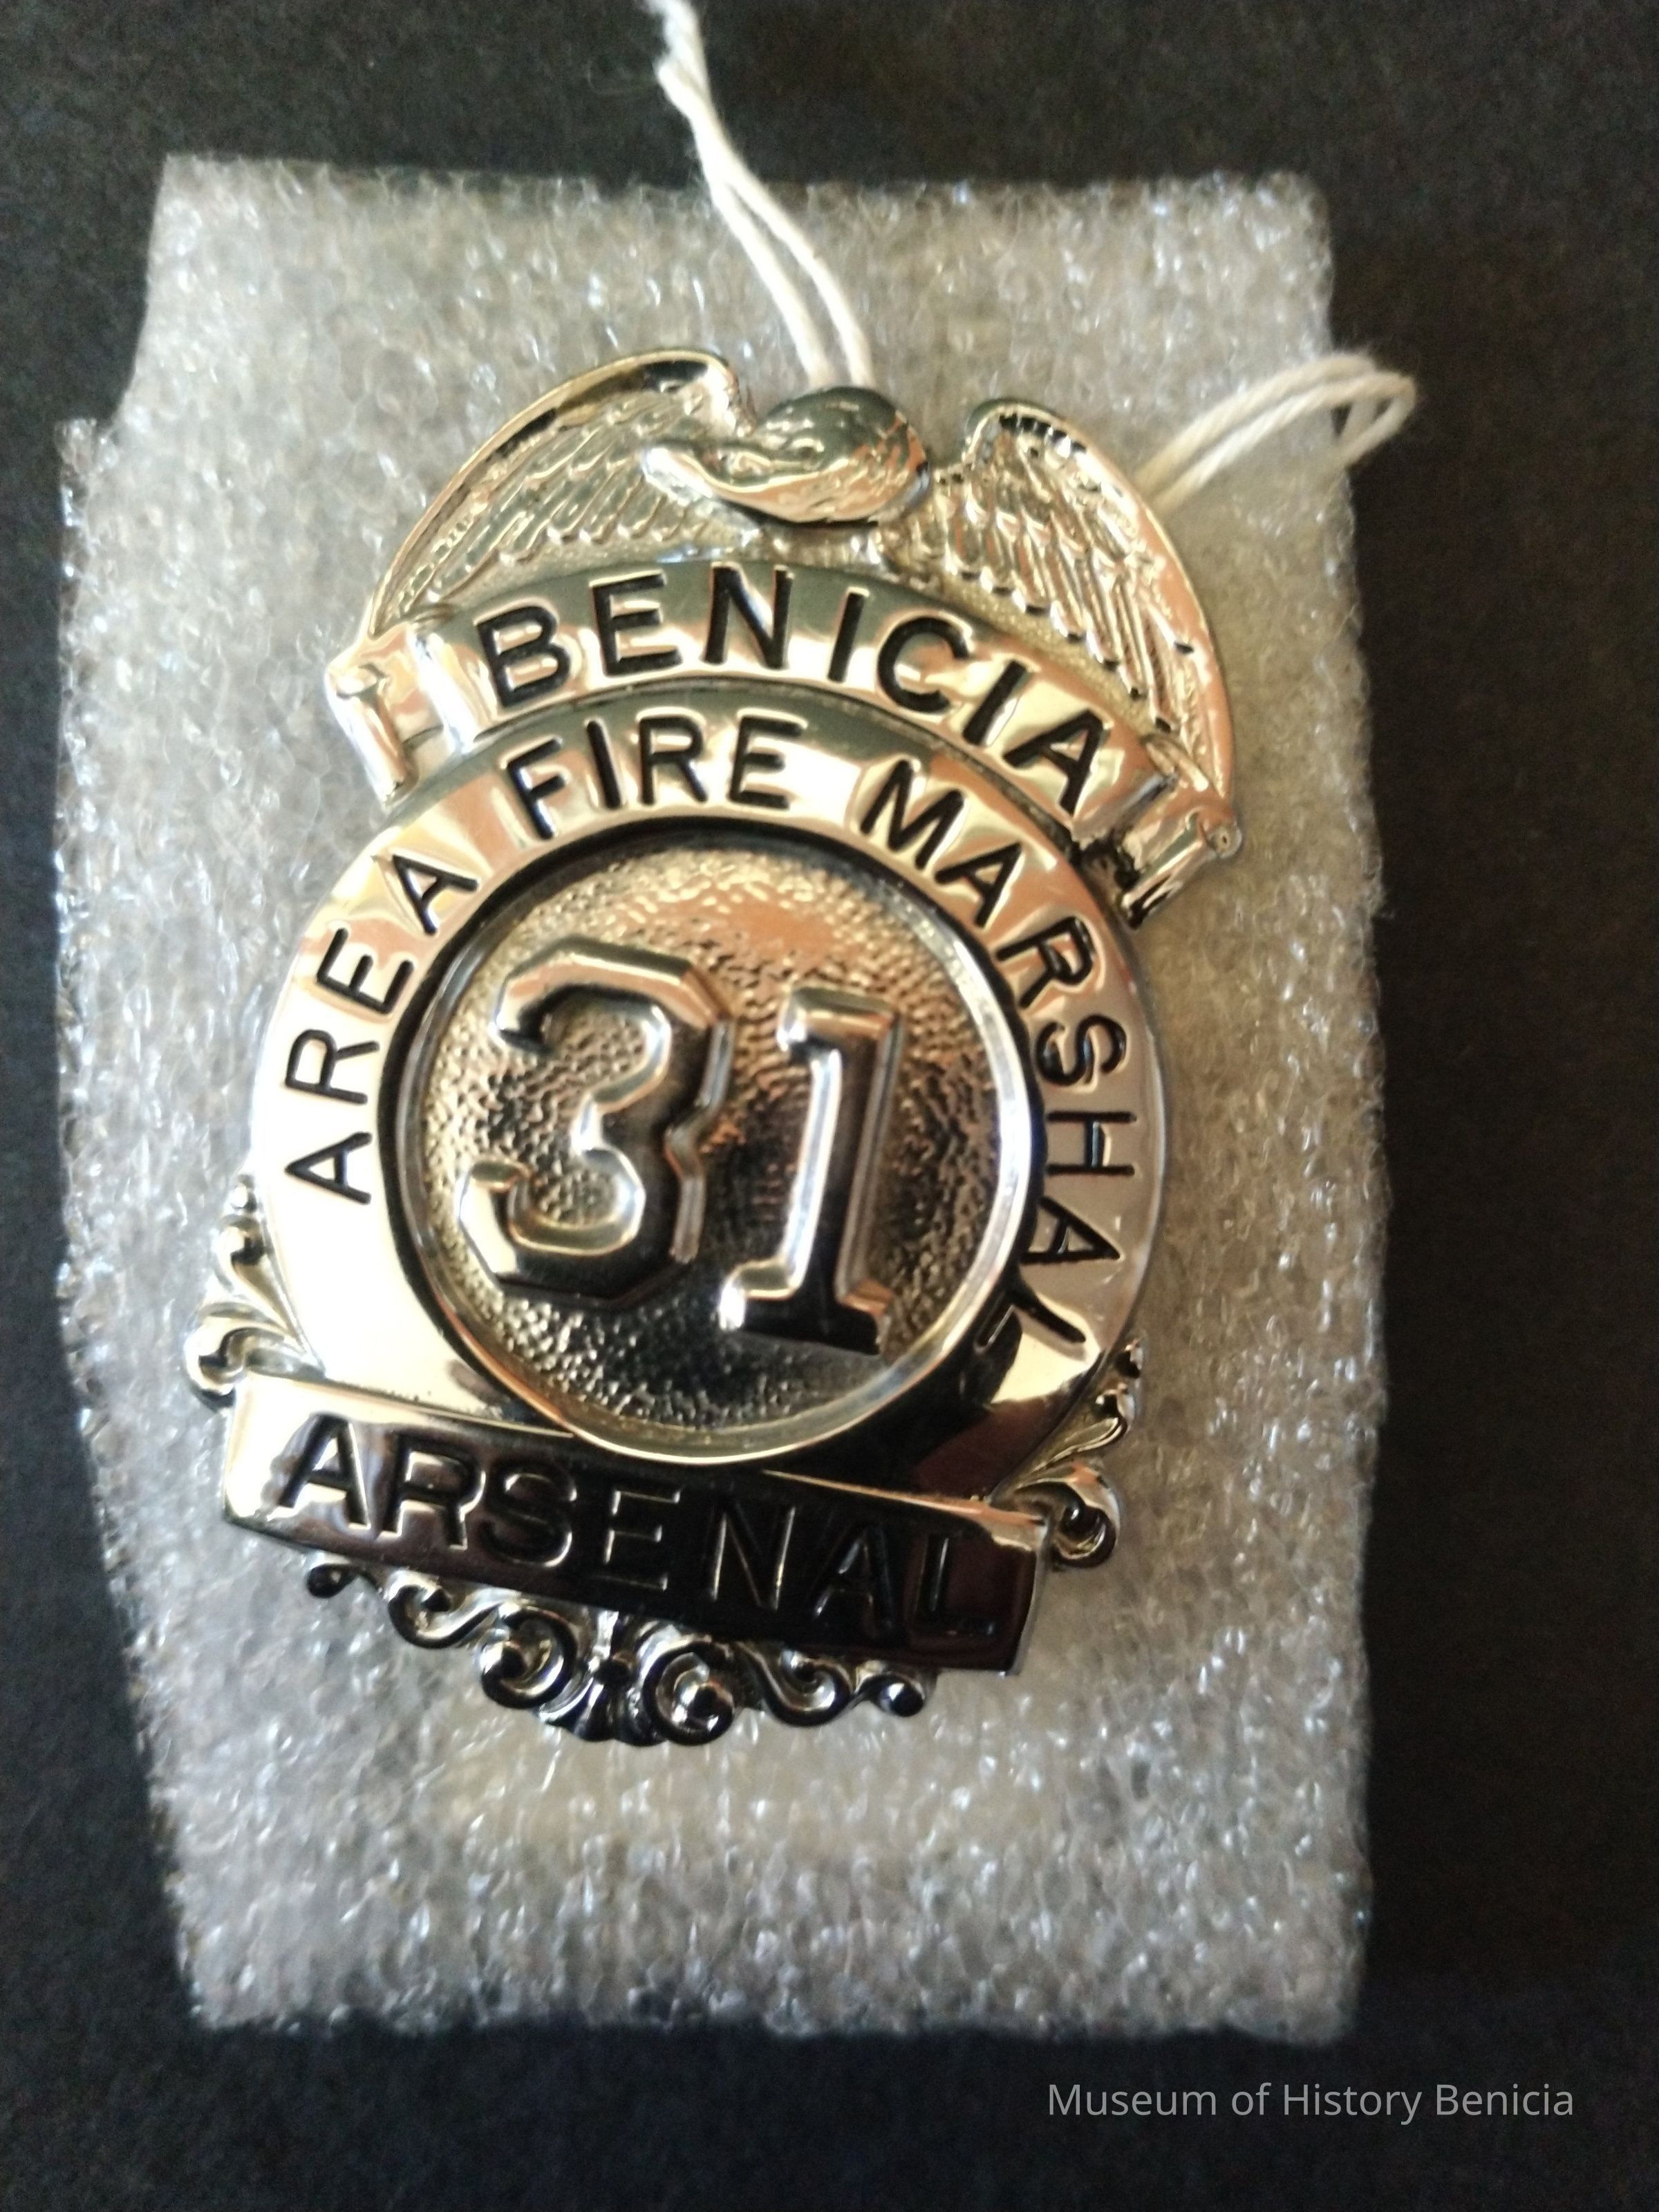 BENICIA
AREA FIRE MARSHAL
31
ARSENAL
Museum of History Benicia